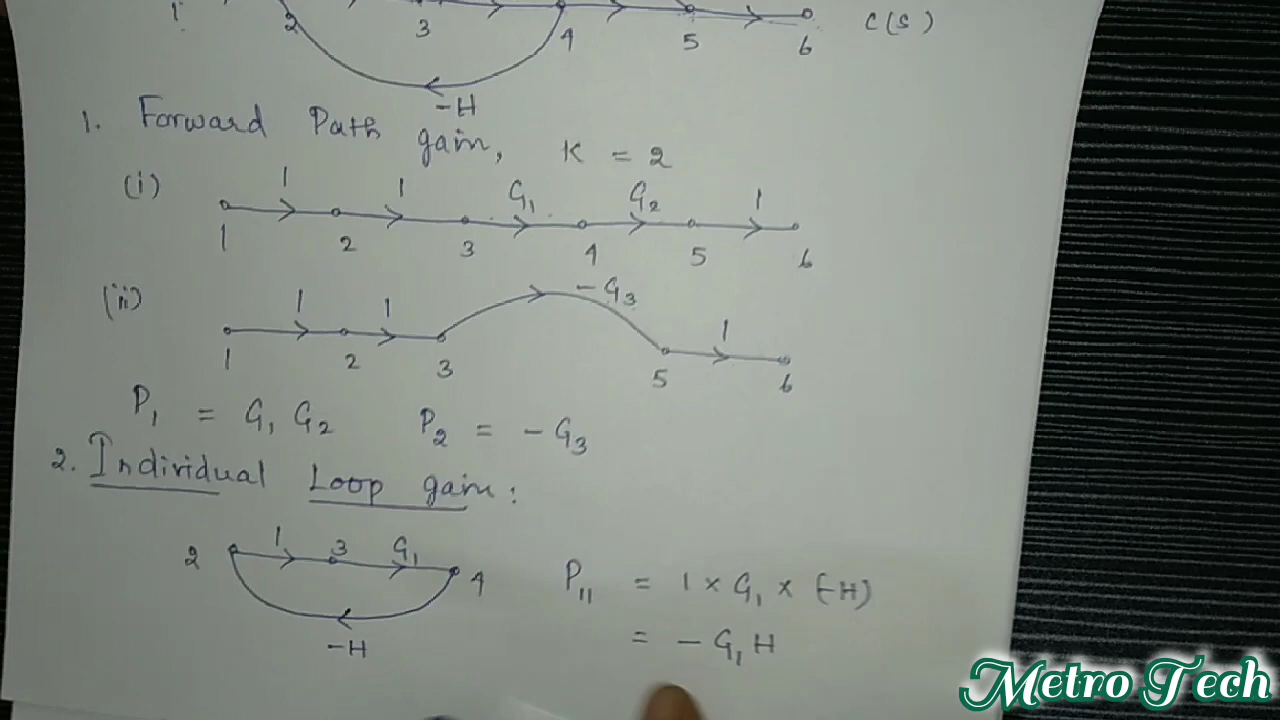 1 2 3 4 5 6 C(s)
-H
1. Forward Path gain, K = 2
(i) 1 1 G₁ G₂ 1
1 2 3 4 5 6
(ii) 1 1 -G₃ 1
1 2 3 5 6
P₁ = G₁ G₂ P₂ = -G₃
2. Individual Loop gain:
2 1 3 G₁ 4
-H
P₁₁ = 1 × G₁ × (-H)
= -G₁H
Metro Tech